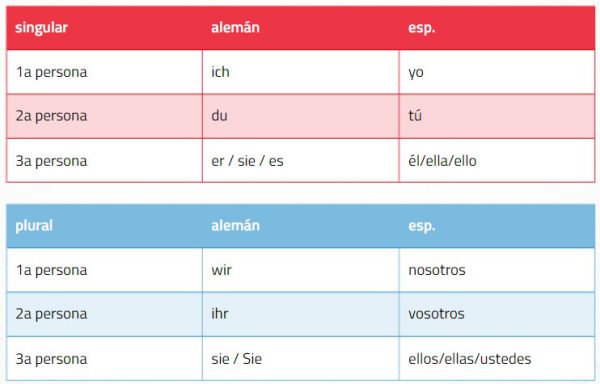 singular alemán esp.
1a persona ich yo
2a persona du tú
3a persona er / sie / es él/ella/ello
plural alemán esp.
1a persona wir nosotros
2a persona ihr vosotros
3a persona sie / Sie ellos/ellas/ustedes